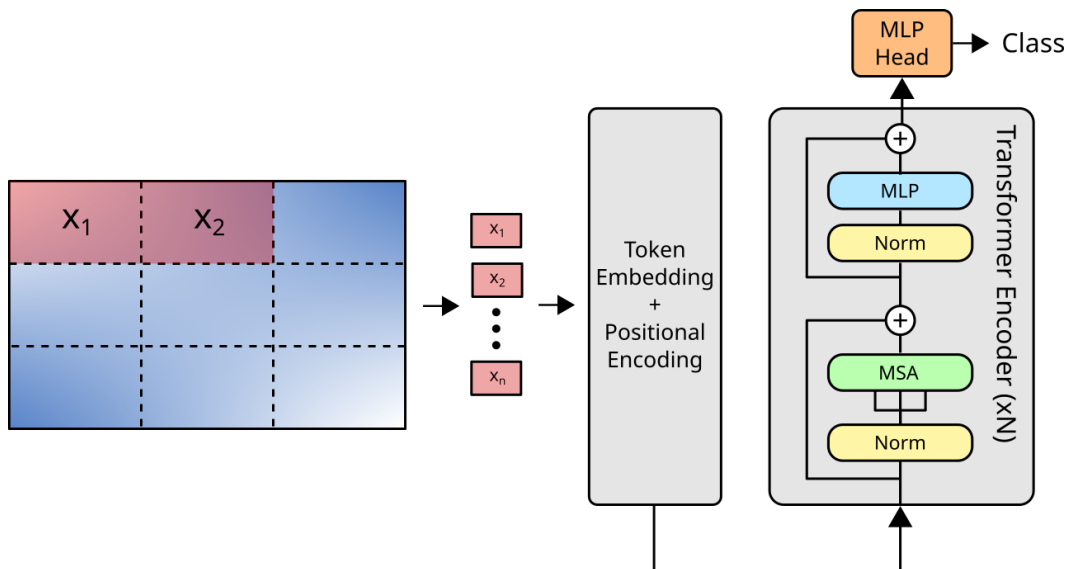 x₁
x₂
x₁
x₂
xₙ
Token
Embedding
+
Positional
Encoding
MLP
Head
Class
+
MLP
Norm
+
MSA
Norm
Transformer Encoder (xN)